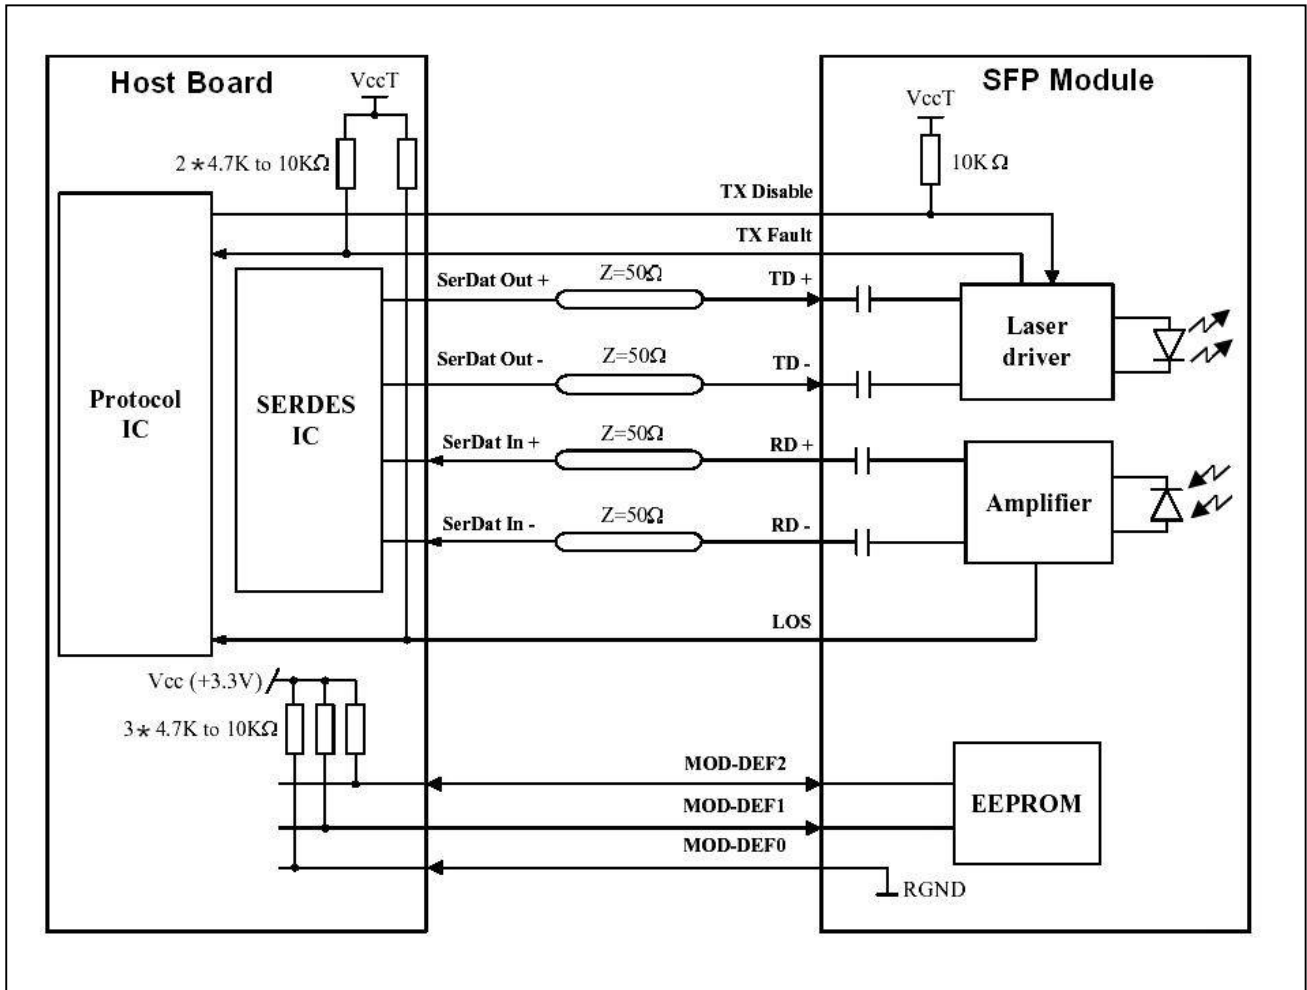 Host Board
SFP Module
VccT
VccT
2*4.7K to 10KΩ
10KΩ
TX Disable
TX Fault
SerDat Out +
Z=50Ω
TD +
Laser
driver
SerDat Out -
Z=50Ω
TD -
Protocol
IC
SERDES
IC
SerDat In +
Z=50Ω
RD +
Amplifier
SerDat In -
Z=50Ω
RD -
LOS
Vcc (+3.3V)
3* 4.7K to 10KΩ
MOD-DEF2
MOD-DEF1
MOD-DEF0
EEPROM
RGND